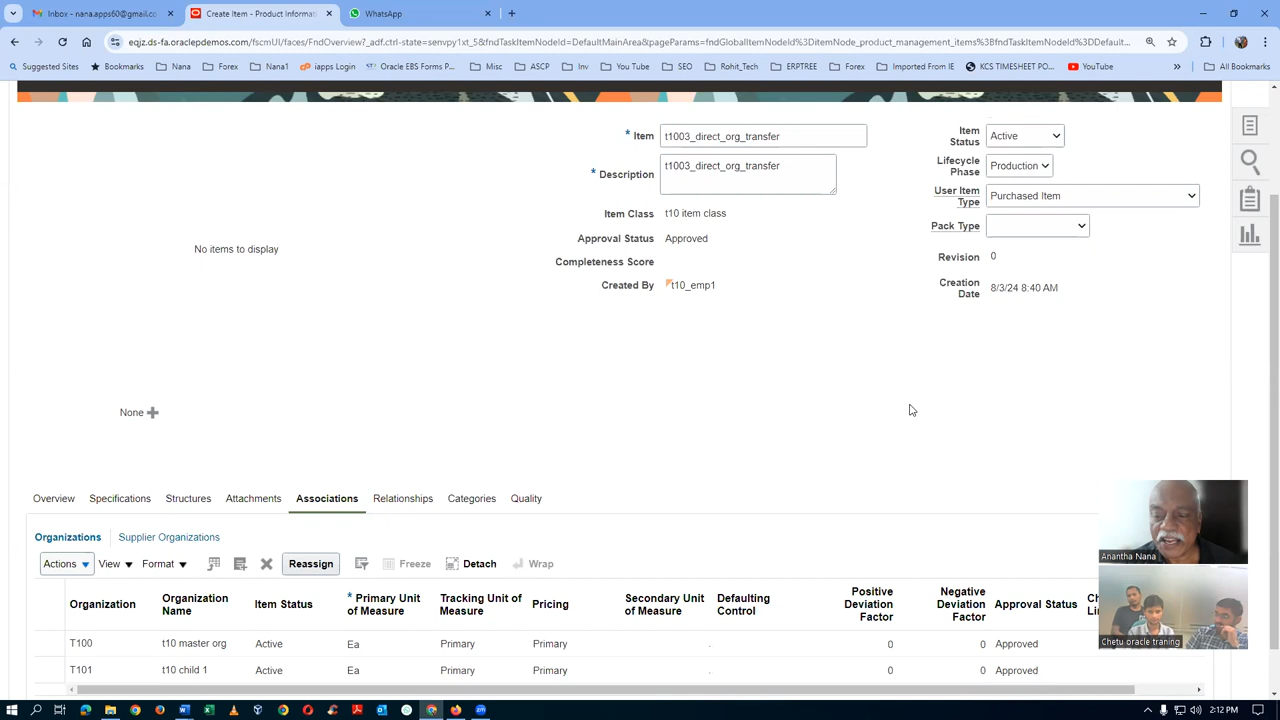 Inbox - nana.apps60@gmail.co
Create Item - Product Informati
WhatsApp
eqjz.ds-fa.oraclepdemos.com/fscmUI/faces/FndOverview?_adf.ctrl-state=senvpy1xt_5&fndTaskItemNodeId=DefaultMainArea&pageParams=fndGlobalItemNodeId%3DitemNode_product_management_items%3BfndTaskItemNodeId%3DDefault...
Suggested Sites Bookmarks Nana Forex Nana1 iapps Login Oracle EBS Forms P... Misc ASCP Inv You Tube SEO Rohit_Tech ERPTREE Forex Imported From IE KCS TIMESHEET PO... YouTube All Bookmarks
* Item t1003_direct_org_transfer
* Description t1003_direct_org_transfer
Item Class t10 item class
Approval Status Approved
Completeness Score
Created By t10_emp1
Item Status Active
Lifecycle Phase Production
User Item Type Purchased Item
Pack Type
Revision 0
Creation Date 8/3/24 8:40 AM
No items to display
None
Overview Specifications Structures Attachments Associations Relationships Categories Quality
Organizations Supplier Organizations
Actions View Format Reassign Freeze Detach Wrap
Organization Organization Name Item Status * Primary Unit of Measure Tracking Unit of Measure Pricing Secondary Unit of Measure Defaulting Control Positive Deviation Factor Negative Deviation Factor Approval Status
T100 t10 master org Active Ea Primary Primary 0 0 Approved
T101 t10 child 1 Active Ea Primary Primary 0 0 Approved
Anantha Nana
Chetu oracle traning
2:12 PM